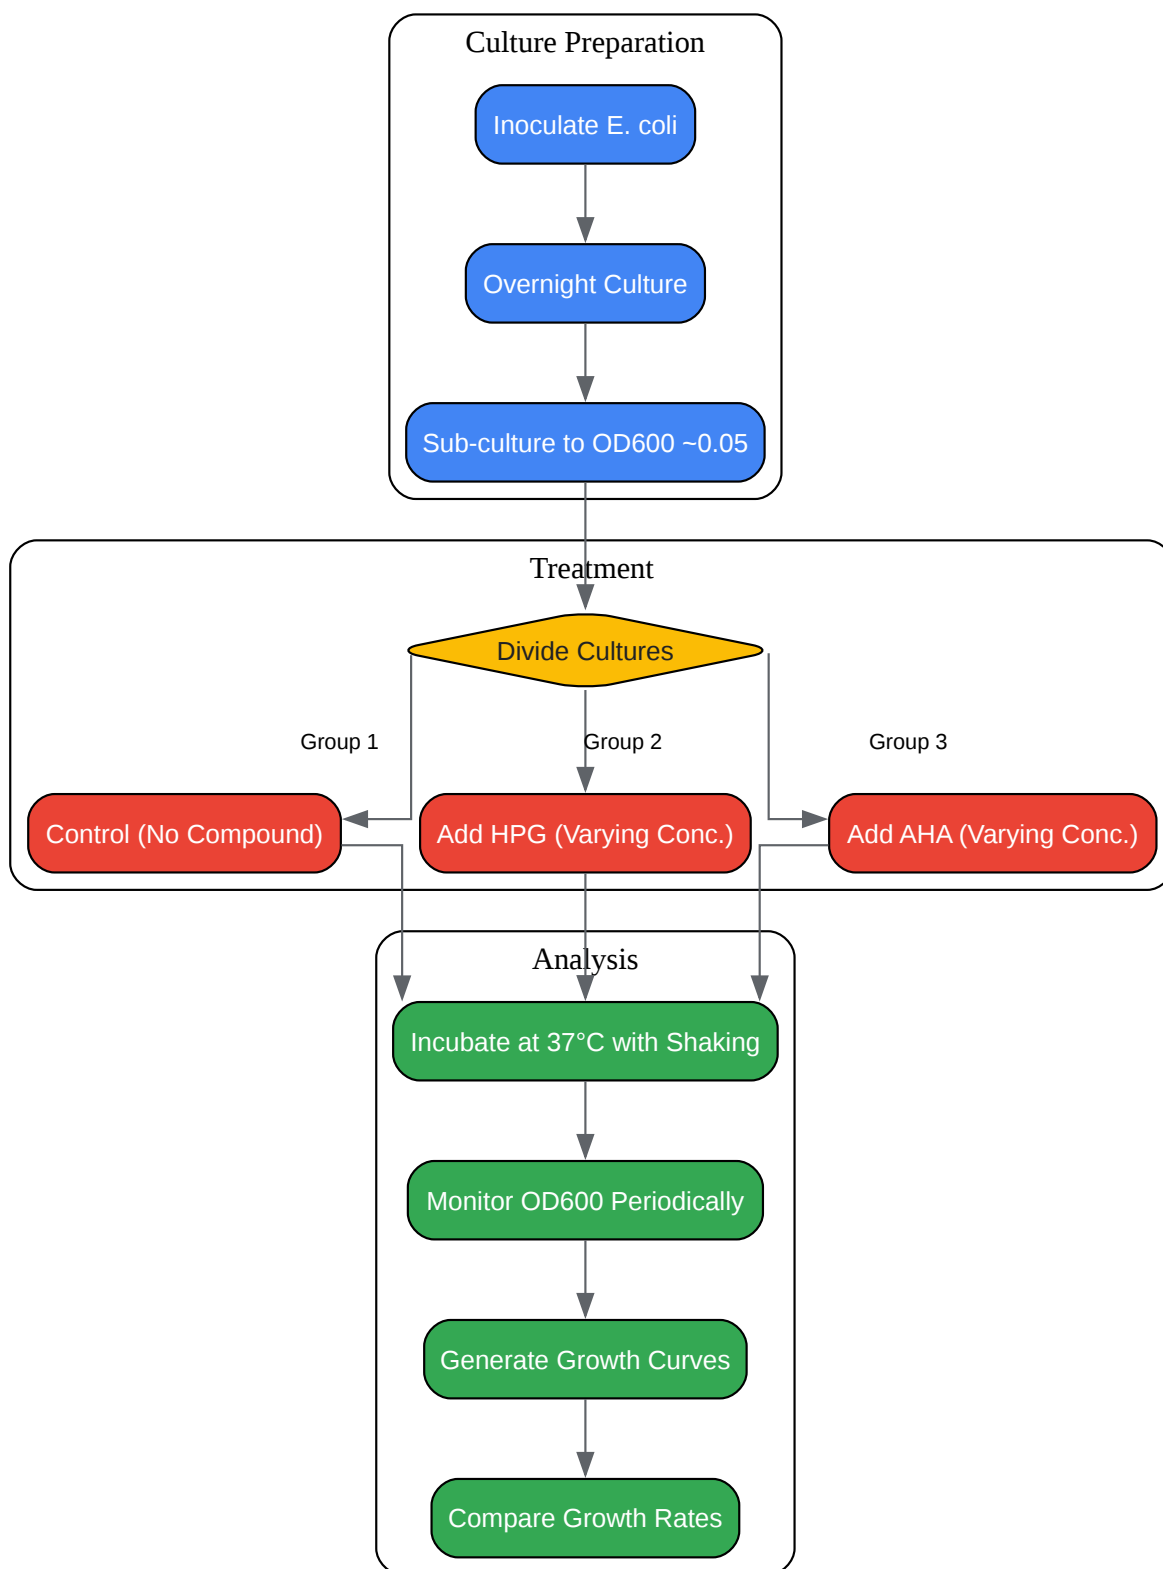 Culture Preparation
Inoculate E. coli
Overnight Culture
Sub-culture to OD600 ~0.05
Treatment
Divide Cultures
Group 1
Group 2
Group 3
Control (No Compound)
Add HPG (Varying Conc.)
Add AHA (Varying Conc.)
Analysis
Incubate at 37°C with Shaking
Monitor OD600 Periodically
Generate Growth Curves
Compare Growth Rates